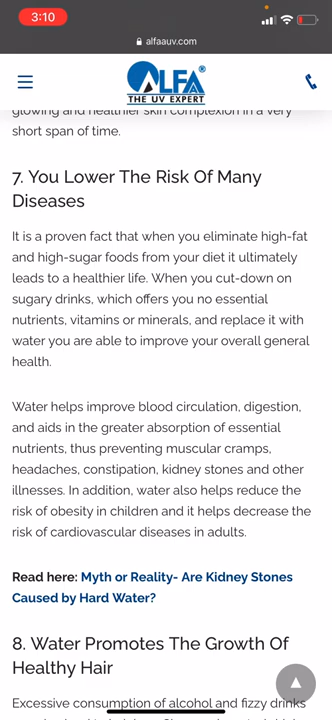 3:10
alfaauv.com
ALFA®
THE UV EXPERT
glowing and healthier skin complexion in a very
short span of time.
7. You Lower The Risk Of Many
Diseases
It is a proven fact that when you eliminate high-fat
and high-sugar foods from your diet it ultimately
leads to a healthier life. When you cut-down on
sugary drinks, which offers you no essential
nutrients, vitamins or minerals, and replace it with
water you are able to improve your overall general
health.
Water helps improve blood circulation, digestion,
and aids in the greater absorption of essential
nutrients, thus preventing muscular cramps,
headaches, constipation, kidney stones and other
illnesses. In addition, water also helps reduce the
risk of obesity in children and it helps decrease the
risk of cardiovascular diseases in adults.
Read here: Myth or Reality- Are Kidney Stones
Caused by Hard Water?
8. Water Promotes The Growth Of
Healthy Hair
Excessive consumption of alcohol and fizzy drinks